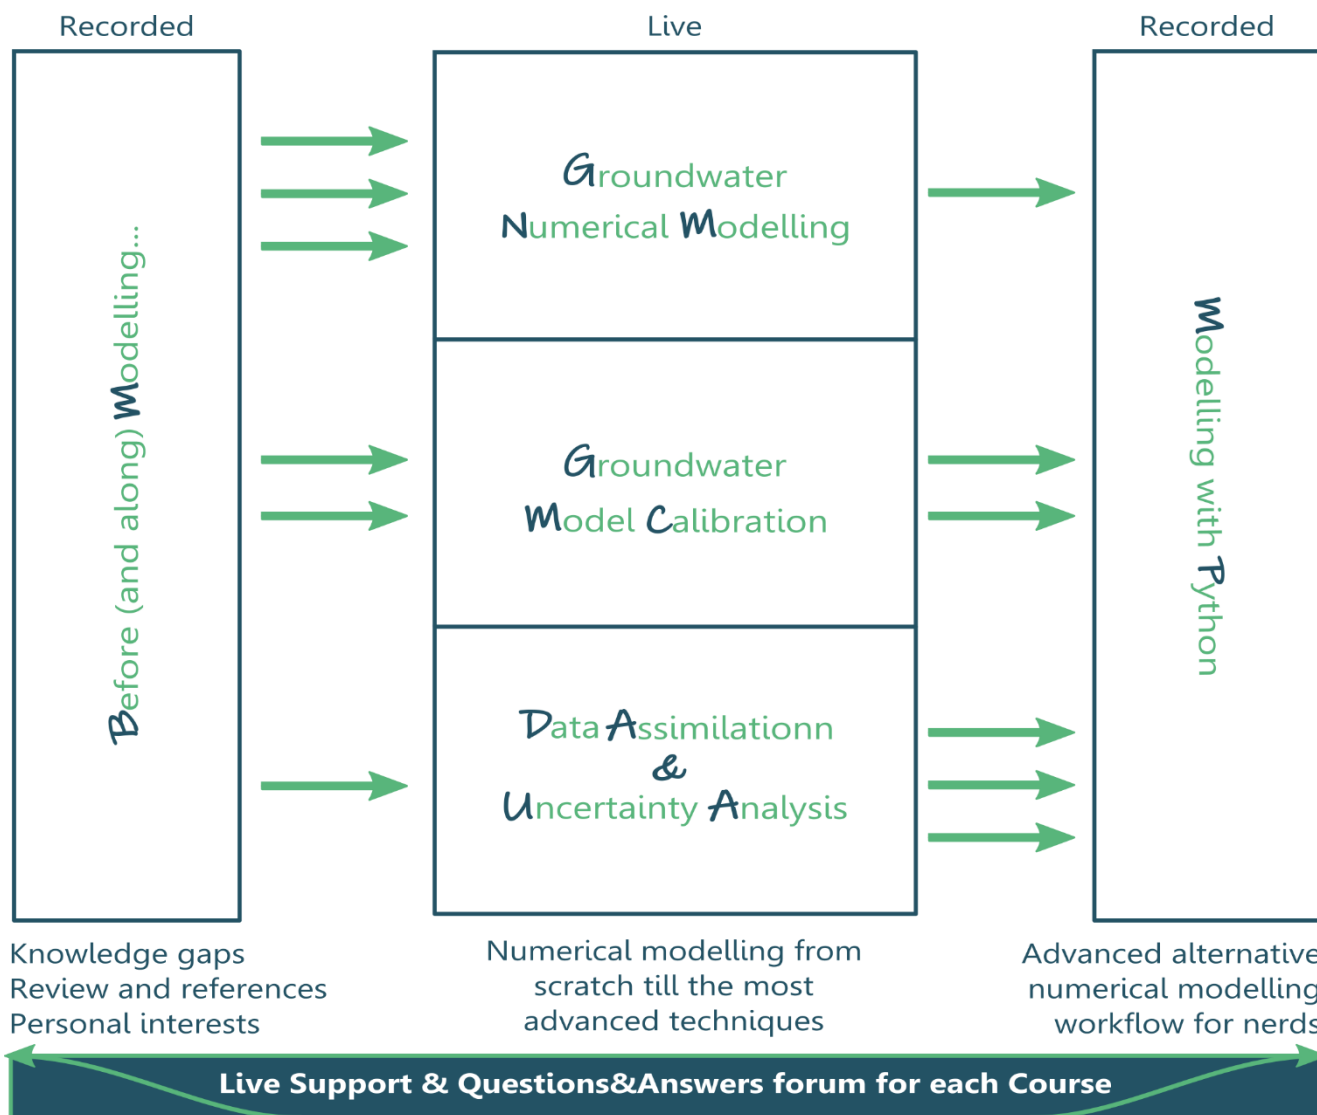 Recorded
Live
Recorded
Before (and along) Modelling...
Groundwater
Numerical Modelling
Groundwater
Model Calibration
Data Assimilationn
&
Uncertainty Analysis
Modelling with Python
Knowledge gaps
Review and references
Personal interests
Numerical modelling from
scratch till the most
advanced techniques
Advanced alternative
numerical modelling
workflow for nerds
Live Support & Questions&Answers forum for each Course